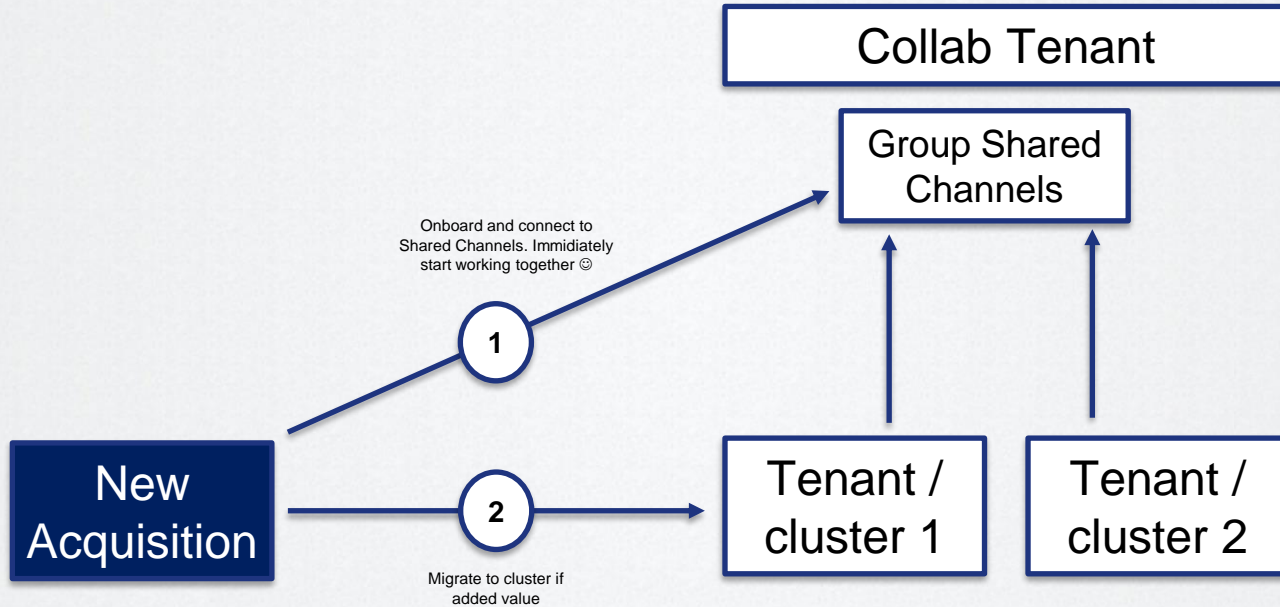 Collab Tenant
Group Shared
Channels
Onboard and connect to
Shared Channels. Immidiately
start working together ☺
1
New
Acquisition
2
Migrate to cluster if
added value
Tenant /
cluster 1
Tenant /
cluster 2